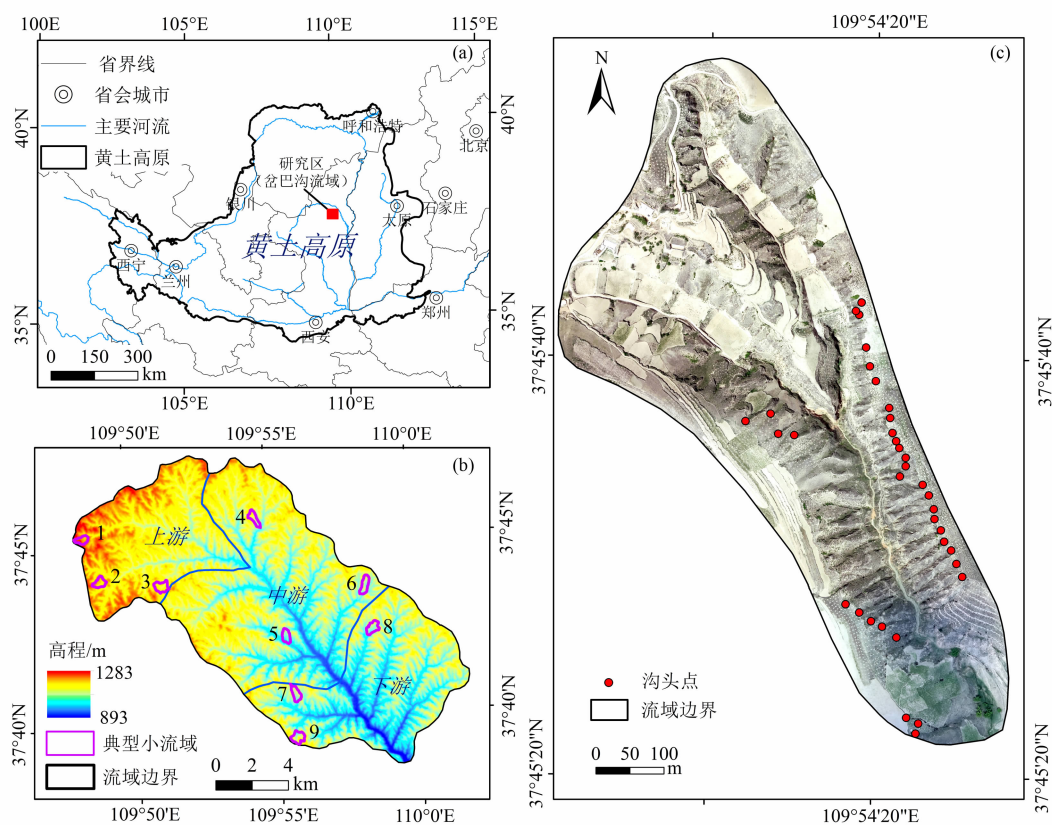 100E 105°E 110°E 115°E
(a)
省界线
省会城市
主要河流
黄土高原
40°N
40°N
呼和浩特
北京
研究区
(岔巴沟流域)
银川
太原
石家庄
黄土高原
西宁
兰州
郑州
西安
35°N
35°N
0 150 300
km
105°E 110°E
109°50'E 109°55'E 110°0'E
(b)
上游
中游
下游
1
2
3
4
5
6
7
8
9
37°45'N
37°45'N
37°40'N
37°40'N
高程/m
1283
893
典型小流域
流域边界
0 2 4
km
109°50'E 109°55'E 110°0'E
109°54'20"E
(c)
N
37°45'40"N
37°45'40"N
沟头点
流域边界
0 50 100
m
37°45'20"N
37°45'20"N
109°54'20"E